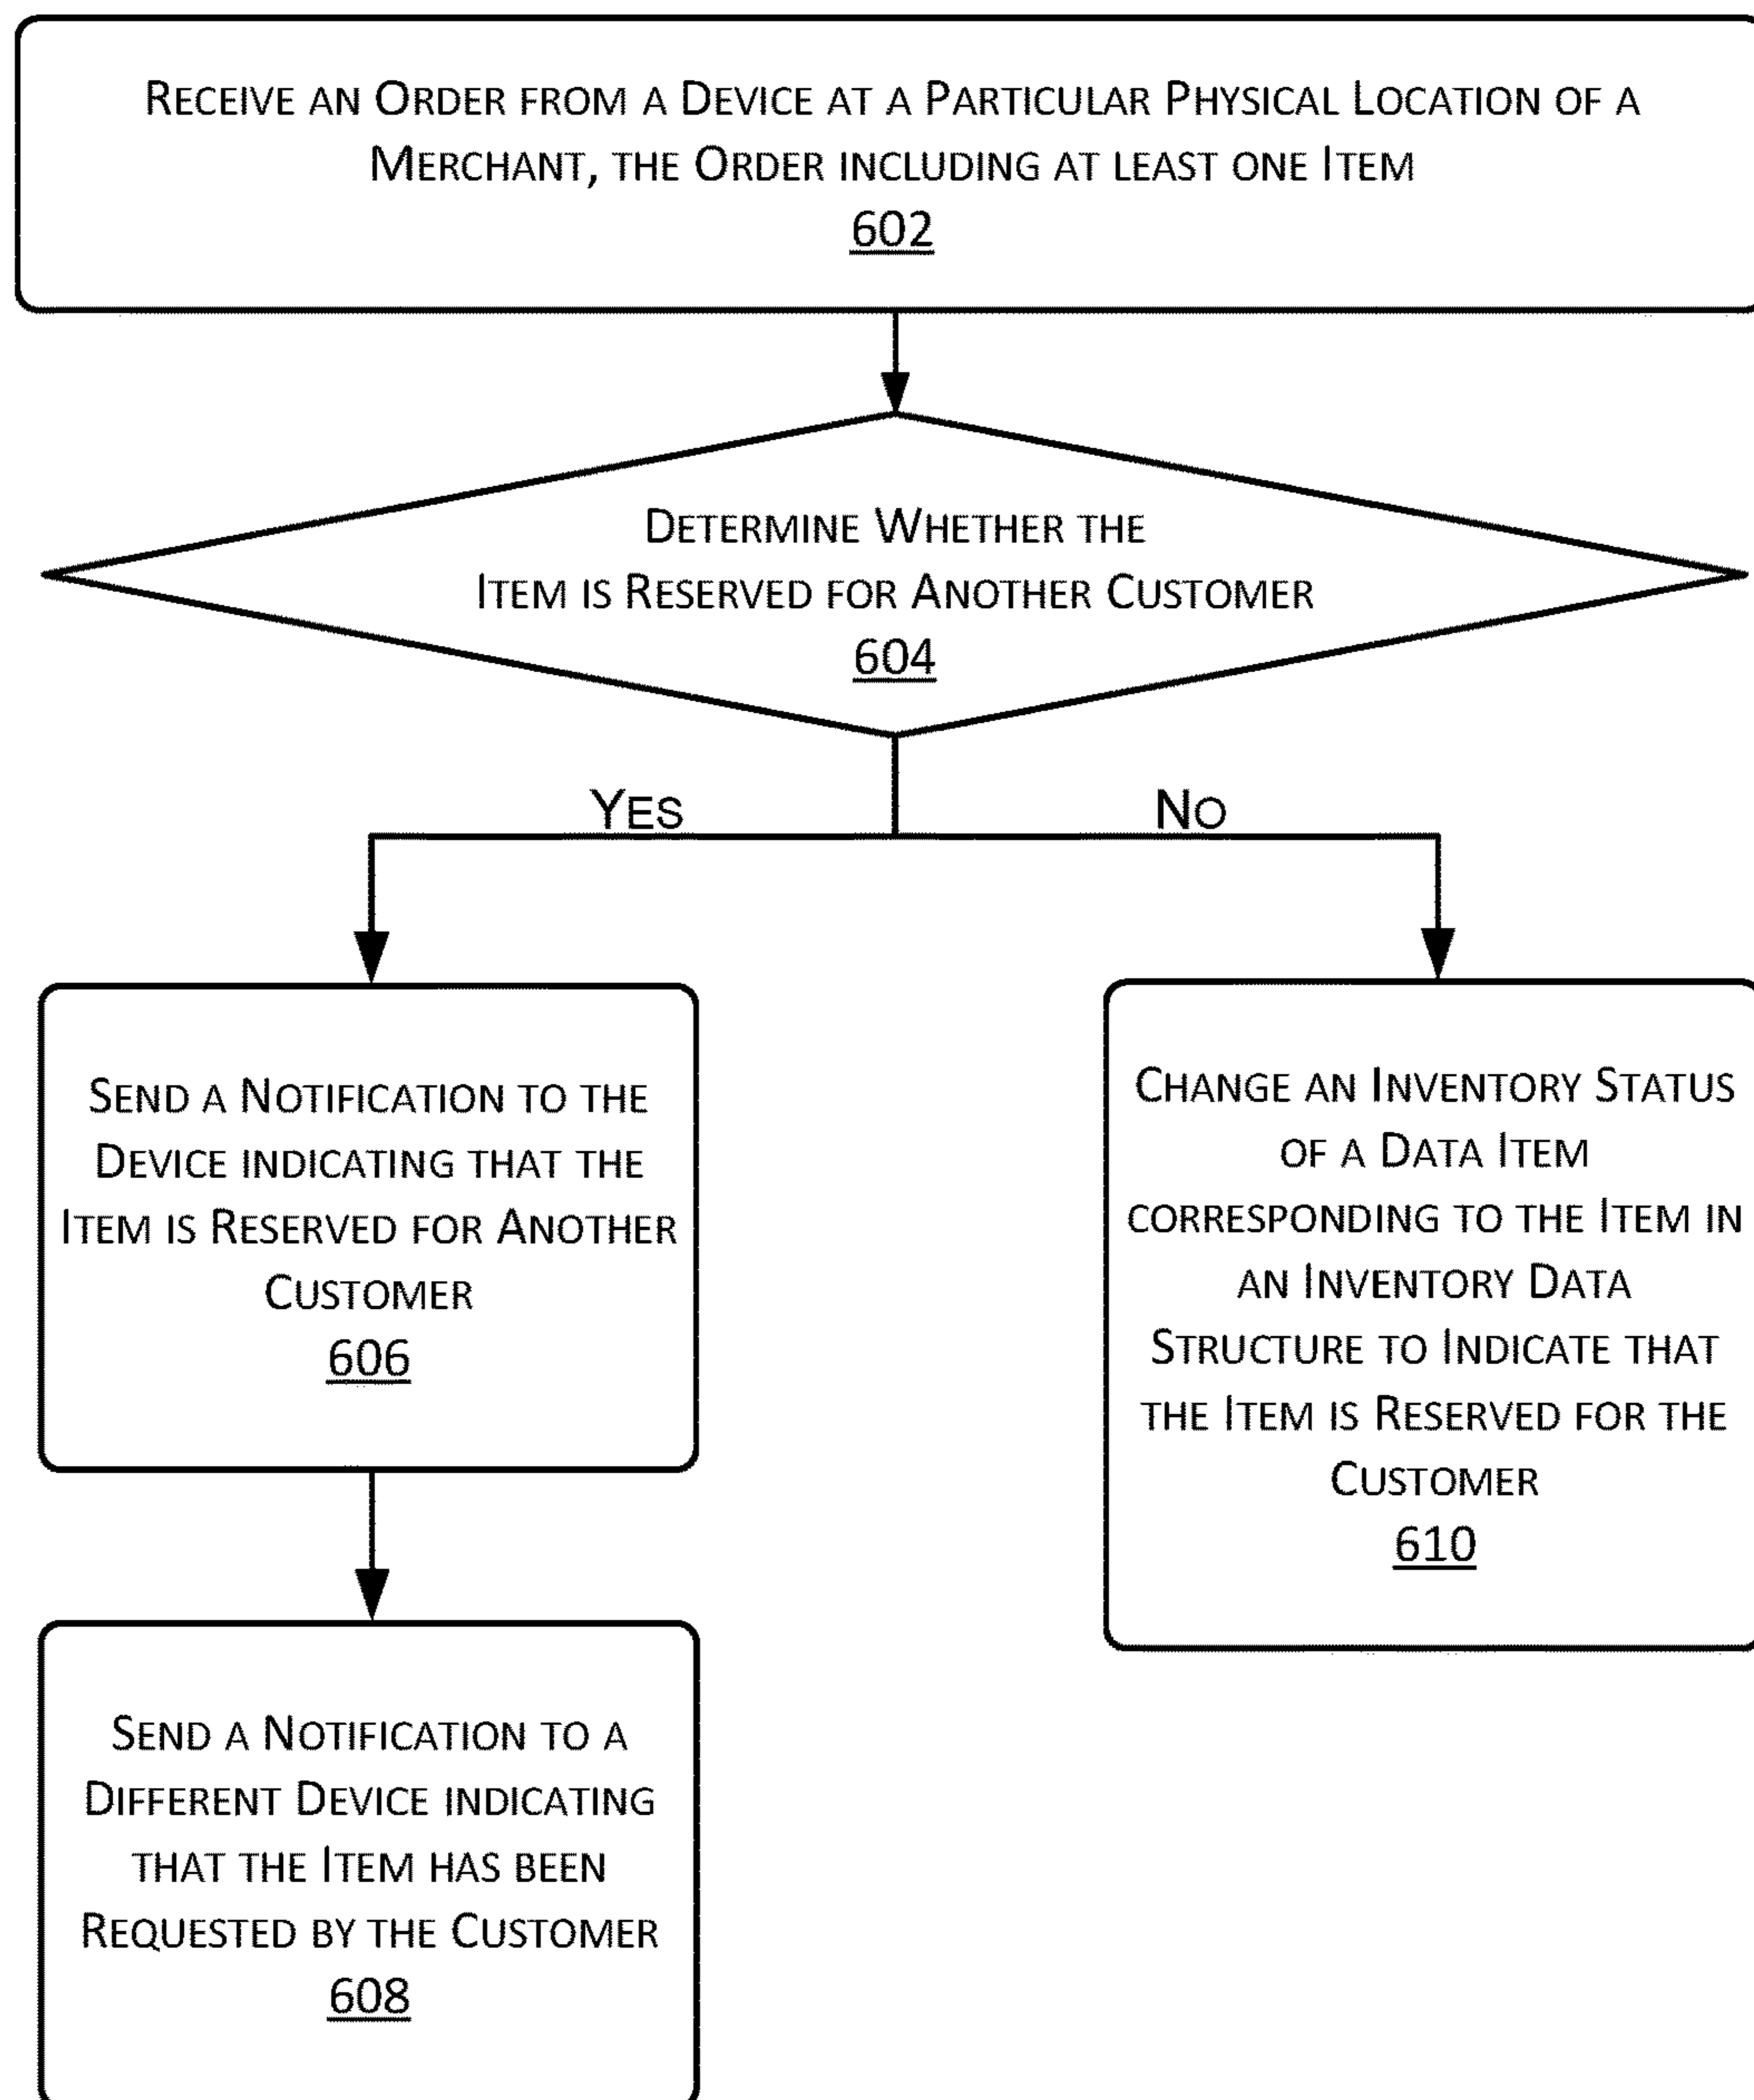 Receive an Order from a Device at a Particular Physical Location of a
Merchant, the Order including at least one Item
602
Determine Whether the
Item is Reserved for Another Customer
604
Yes
No
Send a Notification to the
Device indicating that the
Item is Reserved for Another
Customer
606
Change an Inventory Status
of a Data Item
corresponding to the Item in
an Inventory Data
Structure to Indicate that
the Item is Reserved for the
Customer
610
Send a Notification to a
Different Device indicating
that the Item has been
Requested by the Customer
608